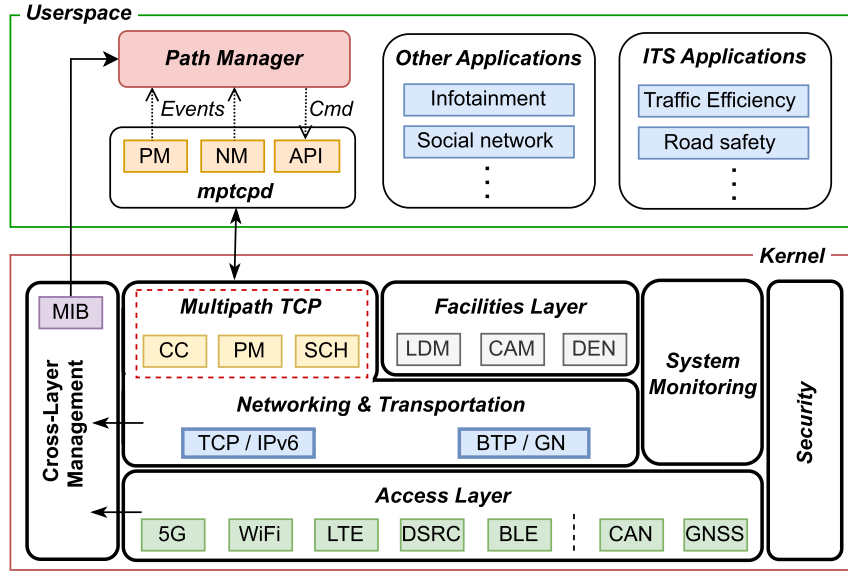 Userspace
Path Manager
Events
Cmd
PM
NM
API
mptcpd
Other Applications
Infotainment
Social network
ITS Applications
Traffic Efficiency
Road safety
Kernel
MIB
Cross-Layer
Management
Multipath TCP
CC
PM
SCH
Facilities Layer
LDM
CAM
DEN
System
Monitoring
Security
Networking & Transportation
TCP / IPv6
BTP / GN
Access Layer
5G
WiFi
LTE
DSRC
BLE
CAN
GNSS